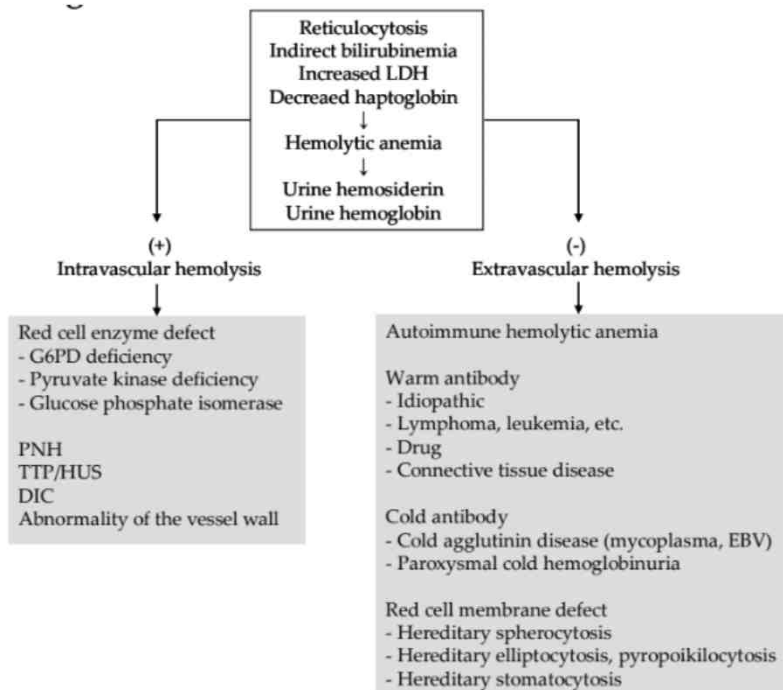 Reticulocytosis
Indirect bilirubinemia
Increased LDH
Decreaed haptoglobin
↓
Hemolytic anemia
↓
Urine hemosiderin
Urine hemoglobin
(+)
Intravascular hemolysis
Red cell enzyme defect
- G6PD deficiency
- Pyruvate kinase deficiency
- Glucose phosphate isomerase
PNH
TTP/HUS
DIC
Abnormality of the vessel wall
(-)
Extravascular hemolysis
Autoimmune hemolytic anemia
Warm antibody
- Idiopathic
- Lymphoma, leukemia, etc.
- Drug
- Connective tissue disease
Cold antibody
- Cold agglutinin disease (mycoplasma, EBV)
- Paroxysmal cold hemoglobinuria
Red cell membrane defect
- Hereditary spherocytosis
- Hereditary elliptocytosis, pyropoikilocytosis
- Hereditary stomatocytosis